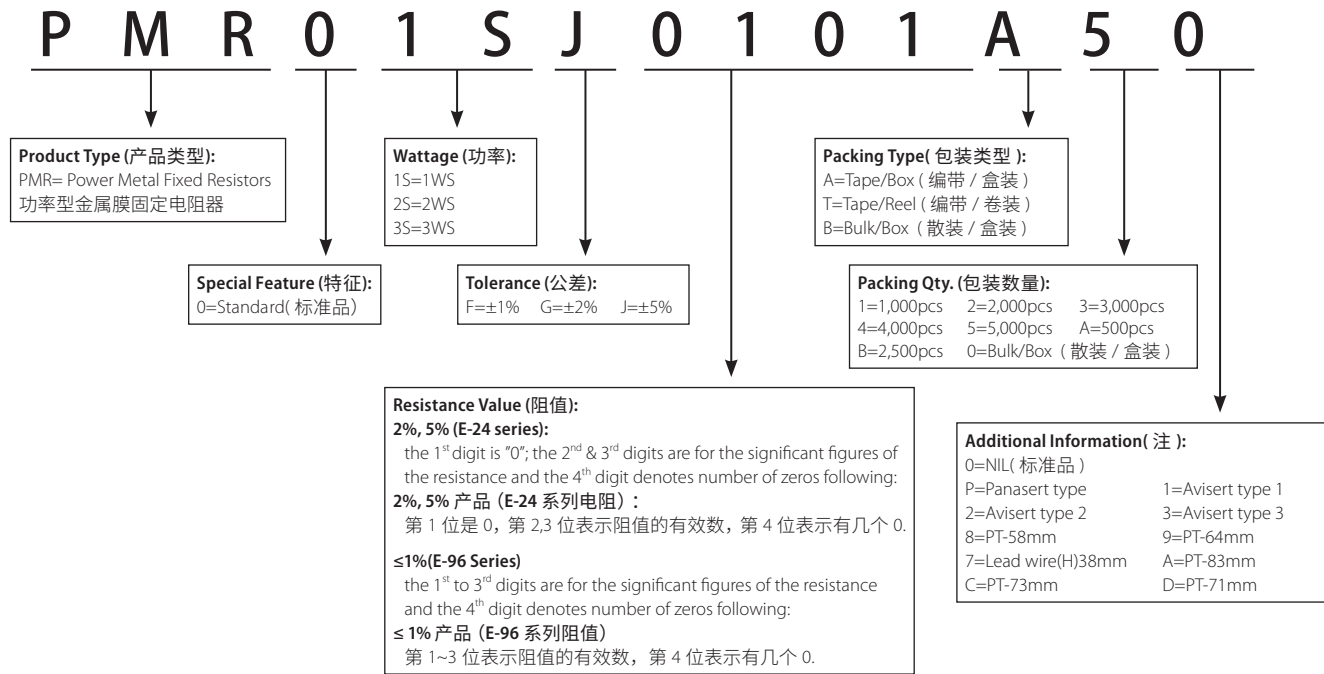 P M R 0 1 S J 0 1 0 1 A 5 0
Product Type (产品类型):
PMR= Power Metal Fixed Resistors
功率型金属膜固定电阻器
Wattage (功率):
1S=1WS
2S=2WS
3S=3WS
Packing Type( 包装类型 ):
A=Tape/Box ( 编带 / 盒装 )
T=Tape/Reel ( 编带 / 卷装 )
B=Bulk/Box ( 散装 / 盒装 )
Special Feature (特征):
0=Standard( 标准品)
Tolerance (公差):
F=±1% G=±2% J=±5%
Packing Qty. (包装数量):
1=1,000pcs 2=2,000pcs 3=3,000pcs
4=4,000pcs 5=5,000pcs A=500pcs
B=2,500pcs 0=Bulk/Box ( 散装 / 盒装 )
Resistance Value (阻值):
2%, 5% (E-24 series):
the 1st digit is "0"; the 2nd & 3rd digits are for the significant figures of
the resistance and the 4th digit denotes number of zeros following:
2%, 5% 产品 (E-24 系列电阻) :
第 1 位是 0，第 2,3 位表示阻值的有效数，第 4 位表示有几个 0.
≤1%(E-96 Series)
the 1st to 3rd digits are for the significant figures of the resistance
and the 4th digit denotes number of zeros following:
≤ 1% 产品 (E-96 系列阻值)
第 1~3 位表示阻值的有效数，第 4 位表示有几个 0.
Additional Information( 注 ):
0=NIL( 标准品 )
P=Panasert type 1=Avisert type 1
2=Avisert type 2 3=Avisert type 3
8=PT-58mm 9=PT-64mm
7=Lead wire(H)38mm A=PT-83mm
C=PT-73mm D=PT-71mm